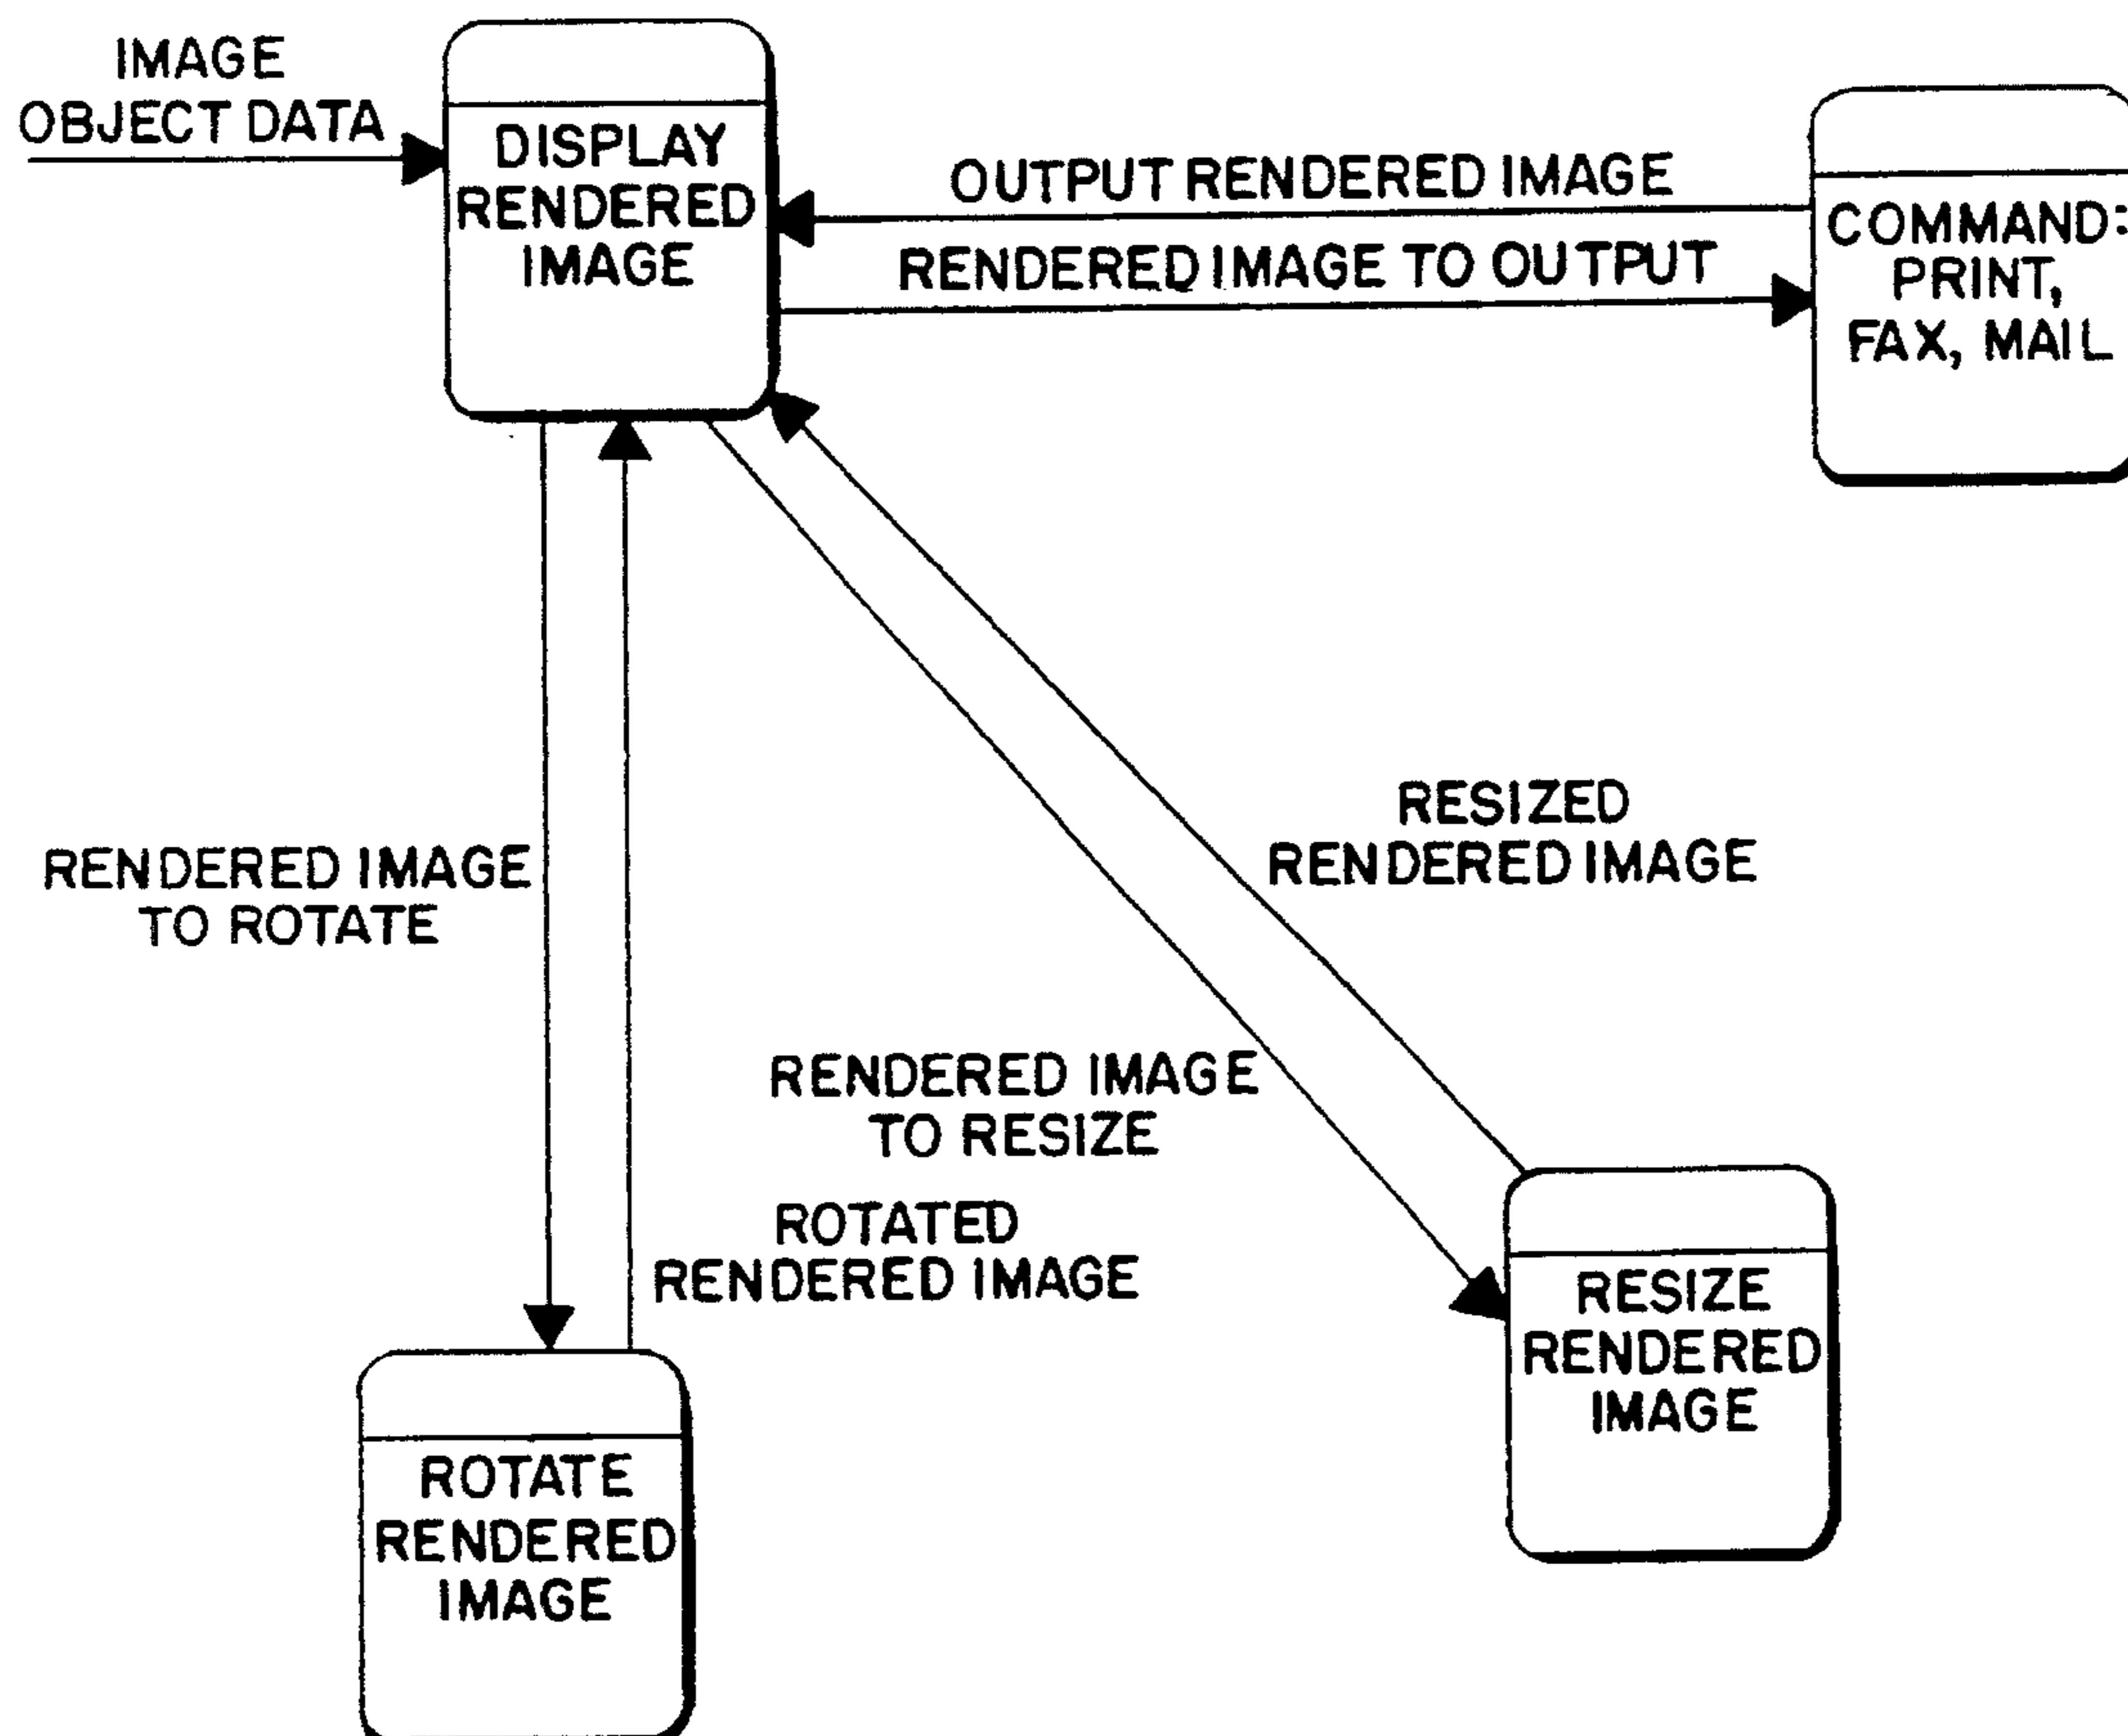 IMAGE
OBJECT DATA
DISPLAY
RENDERED
IMAGE
OUTPUT RENDERED IMAGE
RENDERED IMAGE TO OUTPUT
COMMAND:
PRINT,
FAX, MAIL
RENDERED IMAGE
TO ROTATE
RESIZED
RENDERED IMAGE
RENDERED IMAGE
TO RESIZE
ROTATED
RENDERED IMAGE
RESIZE
RENDERED
IMAGE
ROTATE
RENDERED
IMAGE